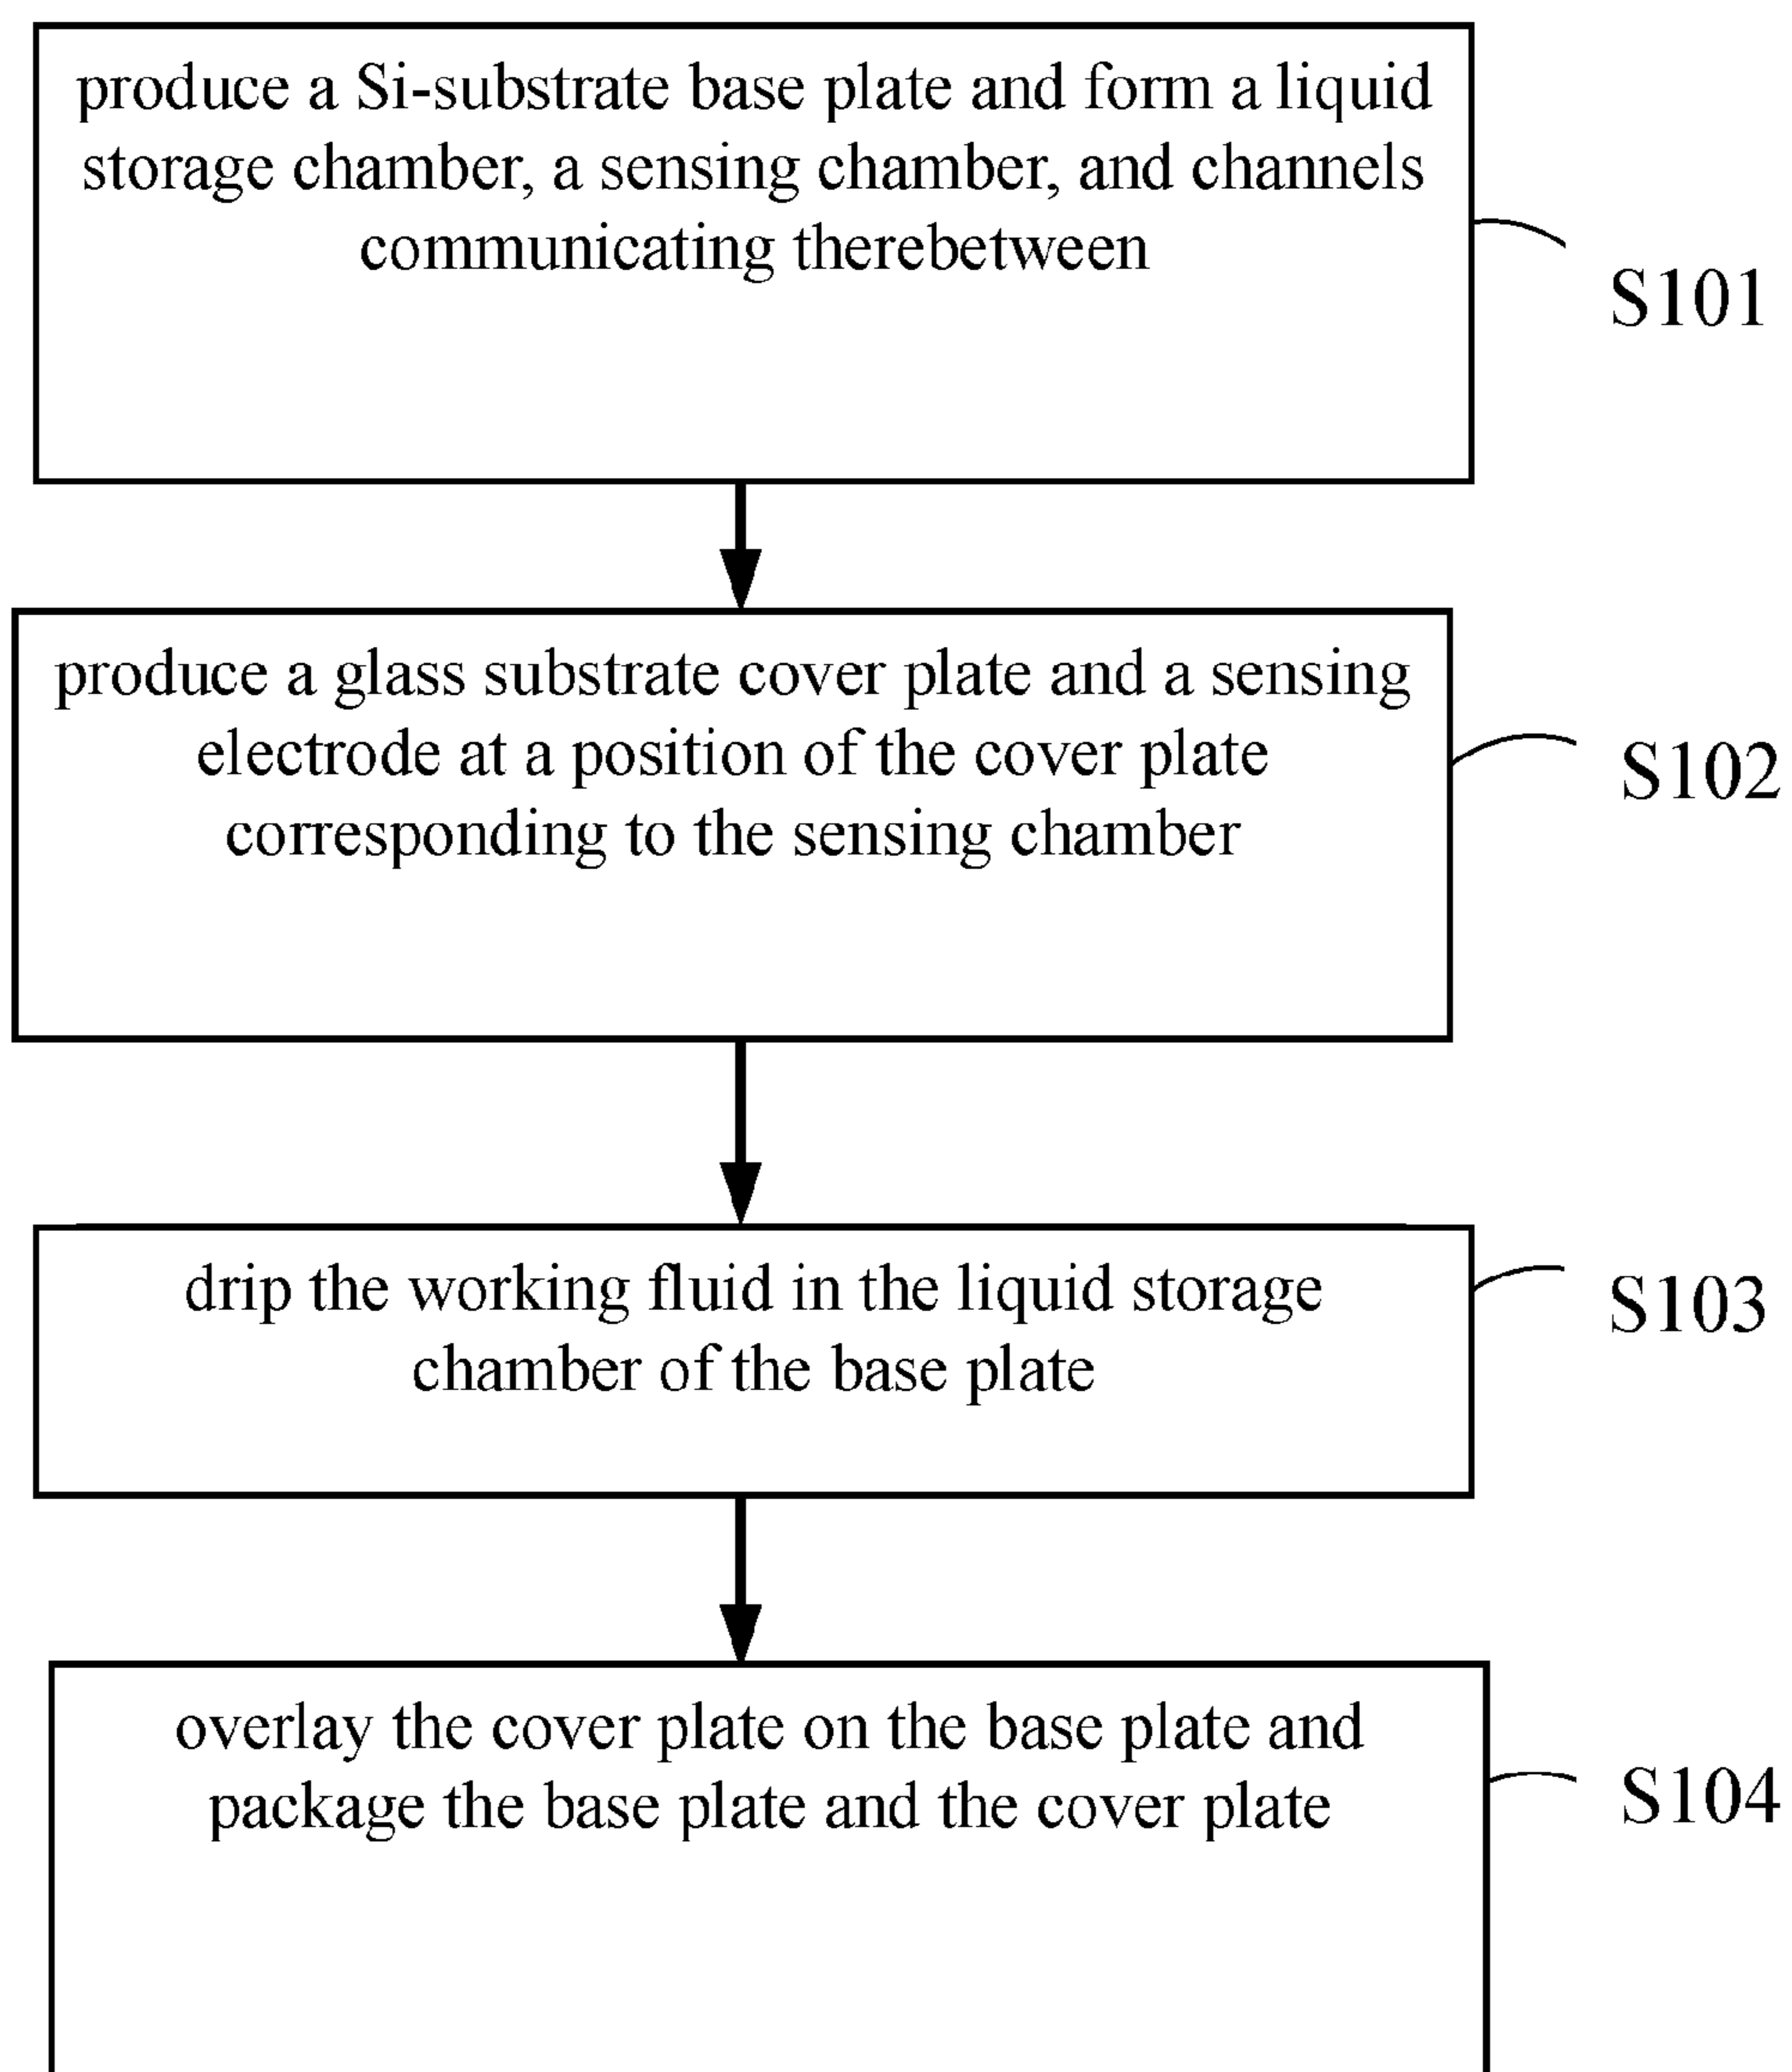 produce a Si-substrate base plate and form a liquid
storage chamber, a sensing chamber, and channels
communicating therebetween
S101
produce a glass substrate cover plate and a sensing
electrode at a position of the cover plate
corresponding to the sensing chamber
S102
drip the working fluid in the liquid storage
chamber of the base plate
S103
overlay the cover plate on the base plate and
package the base plate and the cover plate
S104